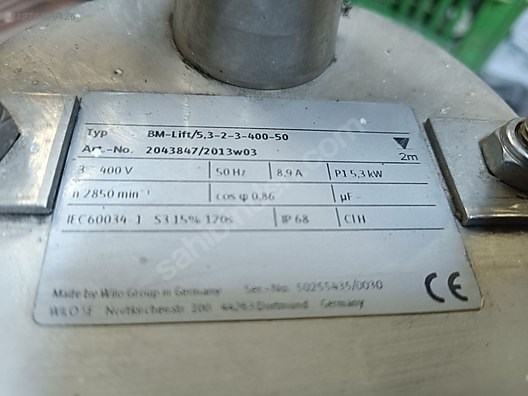 Typ BM-Lift/5,3-2-3-400-50
Art.-No. 2043847/2013w03
2m
3~ 400 V 50 Hz 8,9 A P1 5,3 kW
n 2850 min⁻¹ cos φ 0,86 µF –
IEC60034-1 S3 15% 120s IP 68 Cl H
Made by Wilo Group in Germany Ser.-No. 50255435/0030
WILO SE Nortkirchenstr. 100 44263 Dortmund Germany
CE
sahibinden.com